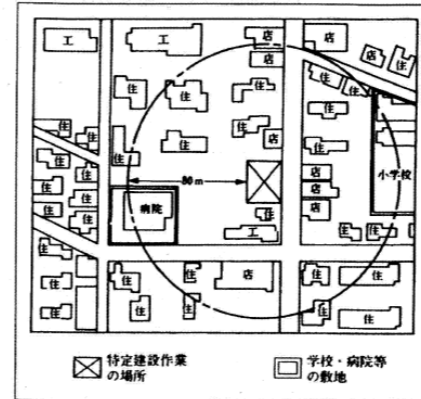 工 工 店 店 店 住
住 住 住 住
住 店 住
住 住 住 住 住 住
小学校
80m
住 住 店
店
病院 店
住 住 住 住
工
住 住 住 店 住 住
住 住 住 住 住
特定建設作業
の場所
学校・病院等
の敷地